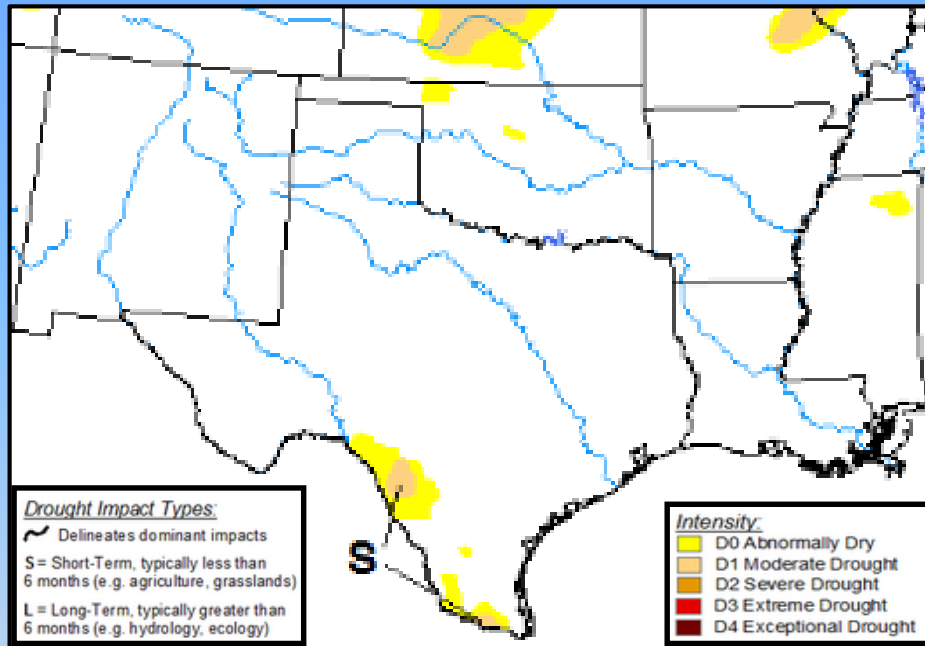 S
Drought Impact Types:
Delineates dominant impacts
S = Short-Term, typically less than
6 months (e.g. agriculture, grasslands)
L = Long-Term, typically greater than
6 months (e.g. hydrology, ecology)
Intensity:
D0 Abnormally Dry
D1 Moderate Drought
D2 Severe Drought
D3 Extreme Drought
D4 Exceptional Drought